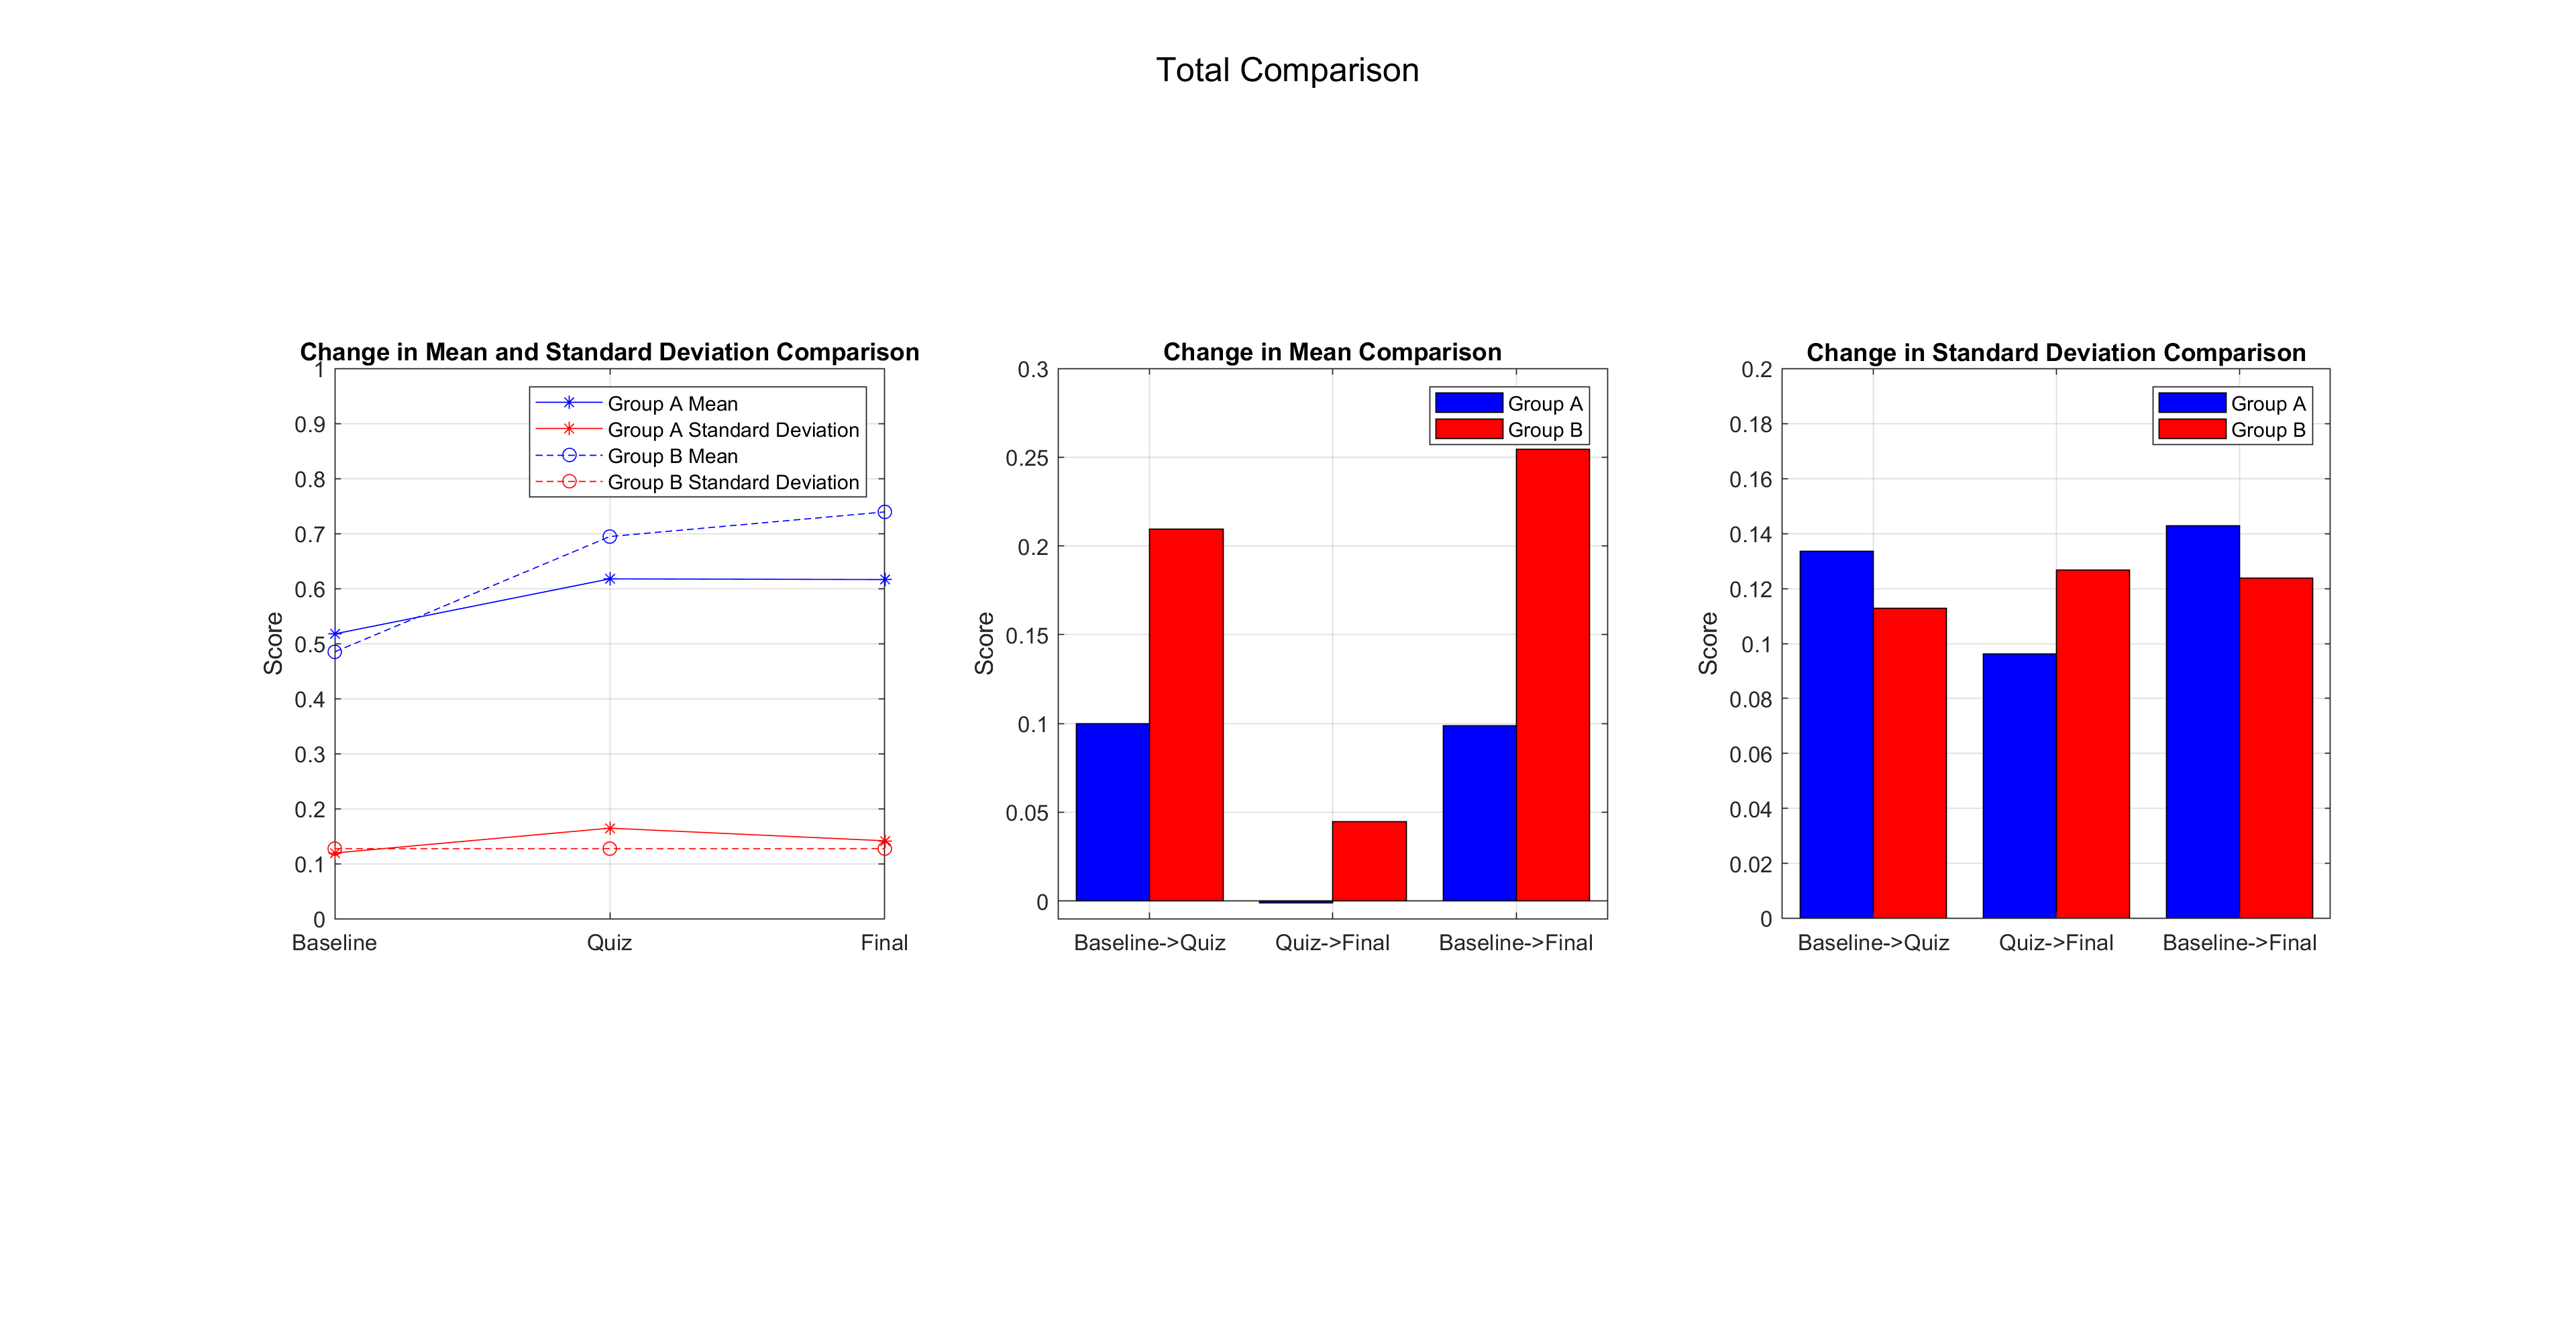 Total Comparison
Change in Mean and Standard Deviation Comparison
1
0.9
0.8
0.7
0.6
0.5
0.4
0.3
0.2
0.1
0
Score
Baseline
Quiz
Final
Group A Mean
Group A Standard Deviation
Group B Mean
Group B Standard Deviation
Change in Mean Comparison
0.3
0.25
0.2
0.15
0.1
0.05
0
Score
Baseline->Quiz
Quiz->Final
Baseline->Final
Group A
Group B
Change in Standard Deviation Comparison
0.2
0.18
0.16
0.14
0.12
0.1
0.08
0.06
0.04
0.02
0
Score
Baseline->Quiz
Quiz->Final
Baseline->Final
Group A
Group B